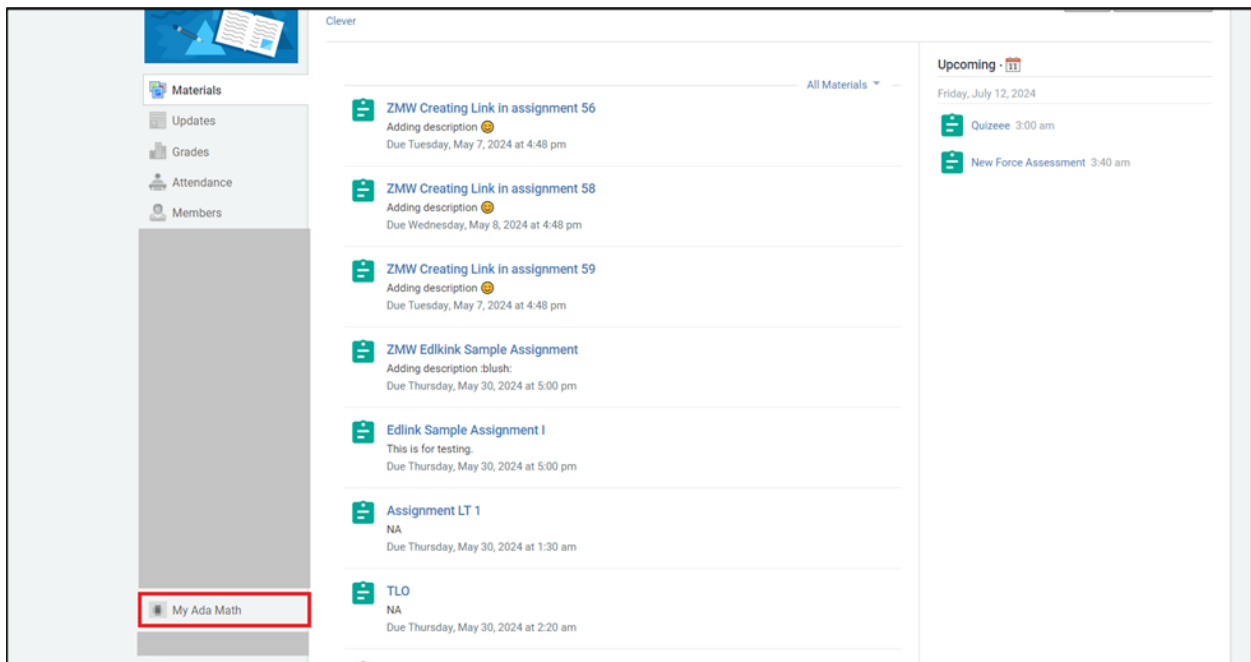 Clever
Materials
Updates
Grades
Attendance
Members
My Ada Math
All Materials
ZMW Creating Link in assignment 56
Adding description 😊
Due Tuesday, May 7, 2024 at 4:48 pm
ZMW Creating Link in assignment 58
Adding description 😊
Due Wednesday, May 8, 2024 at 4:48 pm
ZMW Creating Link in assignment 59
Adding description 😊
Due Tuesday, May 7, 2024 at 4:48 pm
ZMW Edlkink Sample Assignment
Adding description :blush:
Due Thursday, May 30, 2024 at 5:00 pm
Edlink Sample Assignment I
This is for testing.
Due Thursday, May 30, 2024 at 5:00 pm
Assignment LT 1
NA
Due Thursday, May 30, 2024 at 1:30 am
TLO
NA
Due Thursday, May 30, 2024 at 2:20 am
Upcoming · 11
Friday, July 12, 2024
Quizeee 3:00 am
New Force Assessment 3:40 am